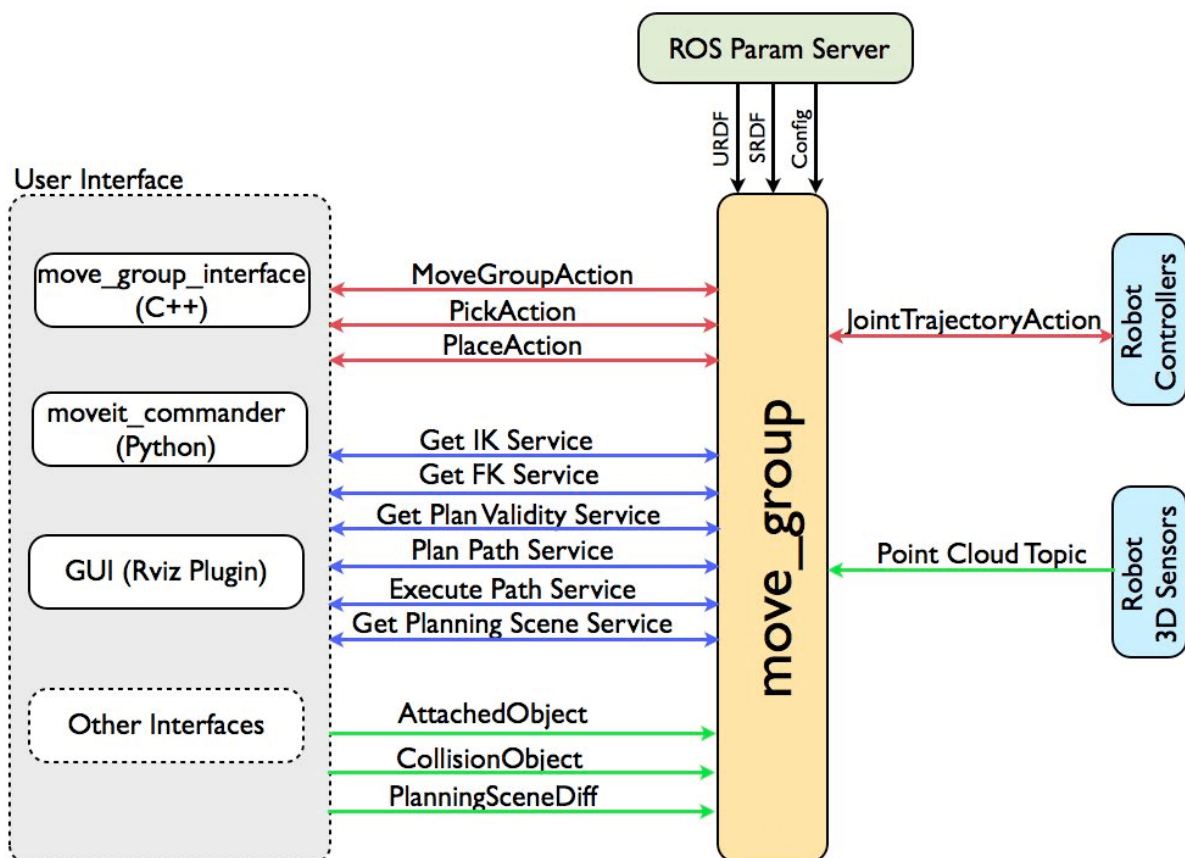 ROS Param Server
URDF
SRDF
Config
User Interface
move_group_interface
(C++)
moveit_commander
(Python)
GUI (Rviz Plugin)
Other Interfaces
MoveGroupAction
PickAction
PlaceAction
Get IK Service
Get FK Service
Get Plan Validity Service
Plan Path Service
Execute Path Service
Get Planning Scene Service
AttachedObject
CollisionObject
PlanningSceneDiff
move_group
JointTrajectoryAction
Robot
Controllers
Point Cloud Topic
Robot
3D Sensors